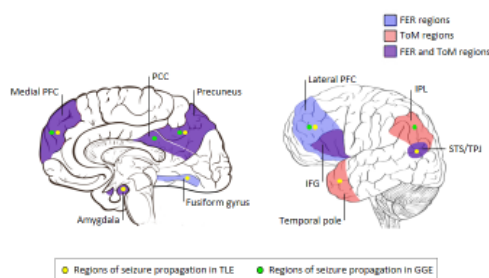 FER regions
ToM regions
FER and ToM regions
PCC
Medial PFC
Precuneus
Lateral PFC
IPL
STS/TPJ
IFG
Fusiform gyrus
Amygdala
Temporal pole
Regions of seizure propagation in TLE
Regions of seizure propagation in GGE